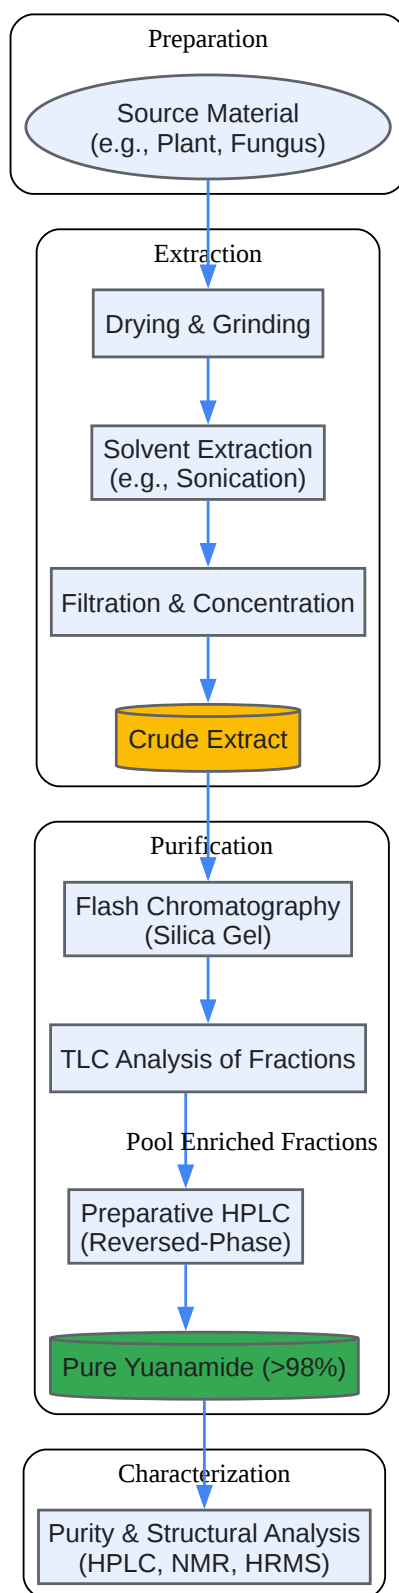 Preparation
Source Material
(e.g., Plant, Fungus)
Extraction
Drying & Grinding
Solvent Extraction
(e.g., Sonication)
Filtration & Concentration
Crude Extract
Purification
Flash Chromatography
(Silica Gel)
TLC Analysis of Fractions
Pool Enriched Fractions
Preparative HPLC
(Reversed-Phase)
Pure Yuanamide (>98%)
Characterization
Purity & Structural Analysis
(HPLC, NMR, HRMS)